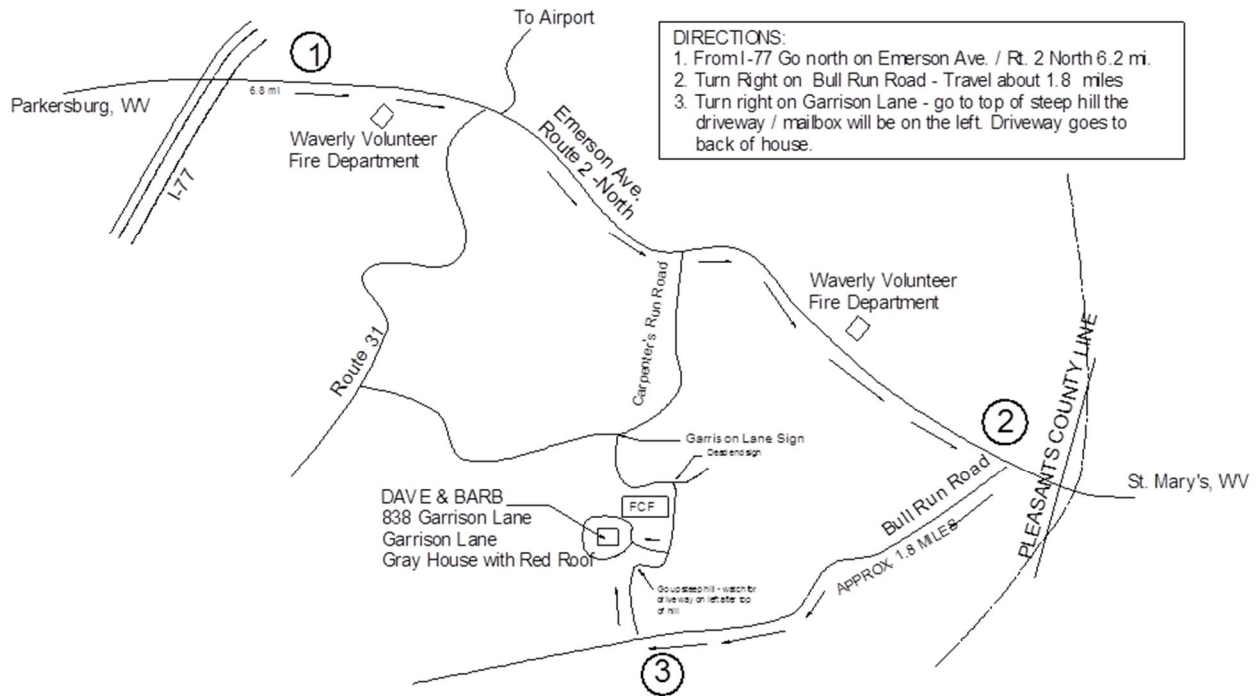 To Airport
1
Parkersburg, WV
6.8 mi
Waverly Volunteer
Fire Department
I-77
DIRECTIONS:
1. From I-77 Go north on Emerson Ave. / Rt. 2 North 6.2 mi.
2. Turn Right on Bull Run Road - Travel about 1.8 miles
3. Turn right on Garrison Lane - go to top of steep hill the
driveway / mailbox will be on the left. Driveway goes to
back of house.
Emerson Ave.
Route 2 -North
Carpenter's Run Road
Waverly Volunteer
Fire Department
Route 31
PLEASANTS COUNTY LINE
2
St. Mary's, WV
Garrison Lane Sign
Dead end sign
DAVE & BARB
838 Garrison Lane
Garrison Lane
Gray House with Red Roof
FCF
Bull Run Road
APPROX. 1.8 MILES
Go up steep hill - watch for
driveway on left after top
of hill
3